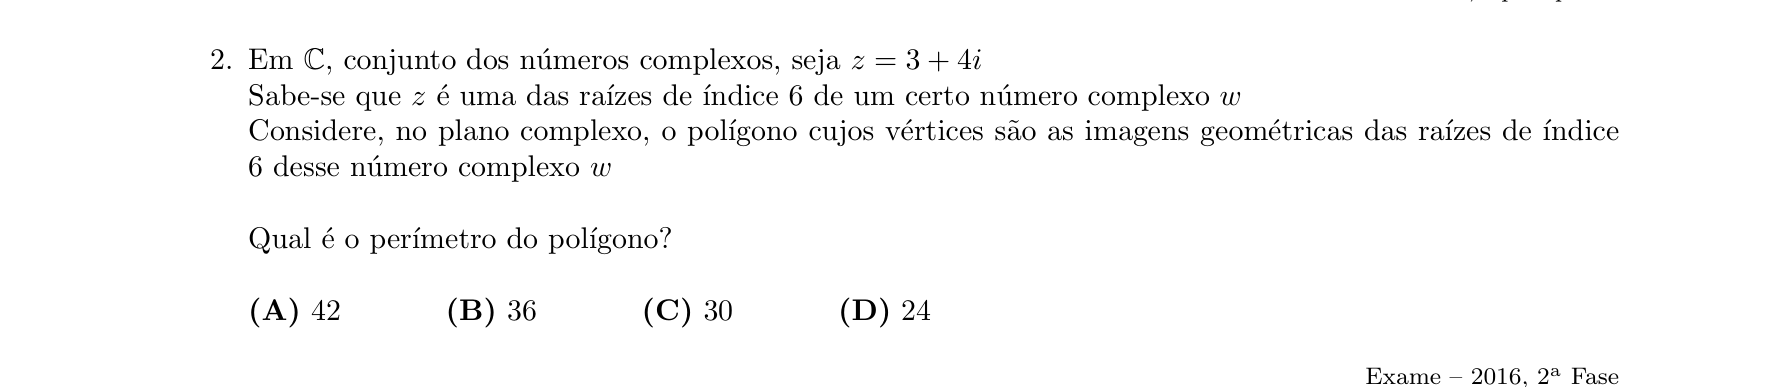 2. Em ℂ, conjunto dos números complexos, seja z = 3 + 4i
Sabe-se que z é uma das raízes de índice 6 de um certo número complexo w
Considere, no plano complexo, o polígono cujos vértices são as imagens geométricas das raízes de índice
6 desse número complexo w
Qual é o perímetro do polígono?
(A) 42 (B) 36 (C) 30 (D) 24
Exame – 2016, 2ª Fase